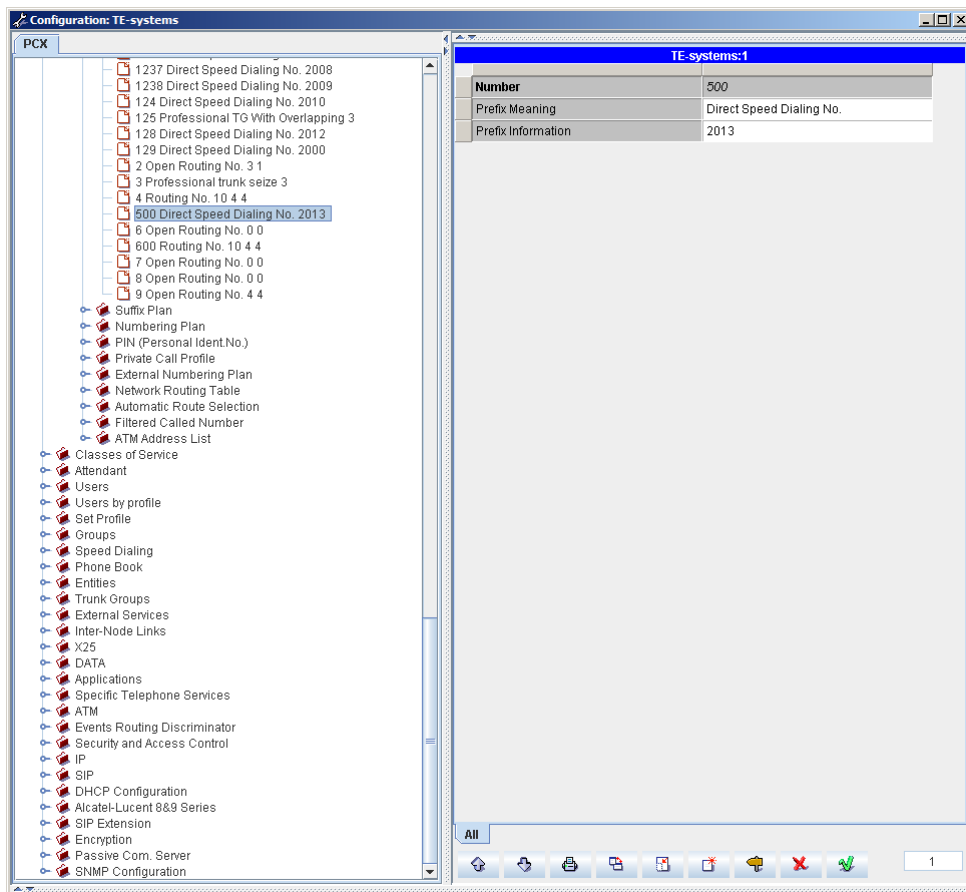 Configuration: TE-systems
PCX
1237 Direct Speed Dialing No. 2008
1238 Direct Speed Dialing No. 2009
124 Direct Speed Dialing No. 2010
125 Professional TG With Overlapping 3
128 Direct Speed Dialing No. 2012
129 Direct Speed Dialing No. 2000
2 Open Routing No. 3 1
3 Professional trunk seize 3
4 Routing No. 10 4 4
500 Direct Speed Dialing No. 2013
6 Open Routing No. 0 0
600 Routing No. 10 4 4
7 Open Routing No. 0 0
8 Open Routing No. 0 0
9 Open Routing No. 4 4
Suffix Plan
Numbering Plan
PIN (Personal Ident.No.)
Private Call Profile
External Numbering Plan
Network Routing Table
Automatic Route Selection
Filtered Called Number
ATM Address List
Classes of Service
Attendant
Users
Users by profile
Set Profile
Groups
Speed Dialing
Phone Book
Entities
Trunk Groups
External Services
Inter-Node Links
X25
DATA
Applications
Specific Telephone Services
ATM
Events Routing Discriminator
Security and Access Control
IP
SIP
DHCP Configuration
Alcatel-Lucent 8&9 Series
SIP Extension
Encryption
Passive Com. Server
SNMP Configuration
TE-systems:1
Number 500
Prefix Meaning Direct Speed Dialing No.
Prefix Information 2013
All
1